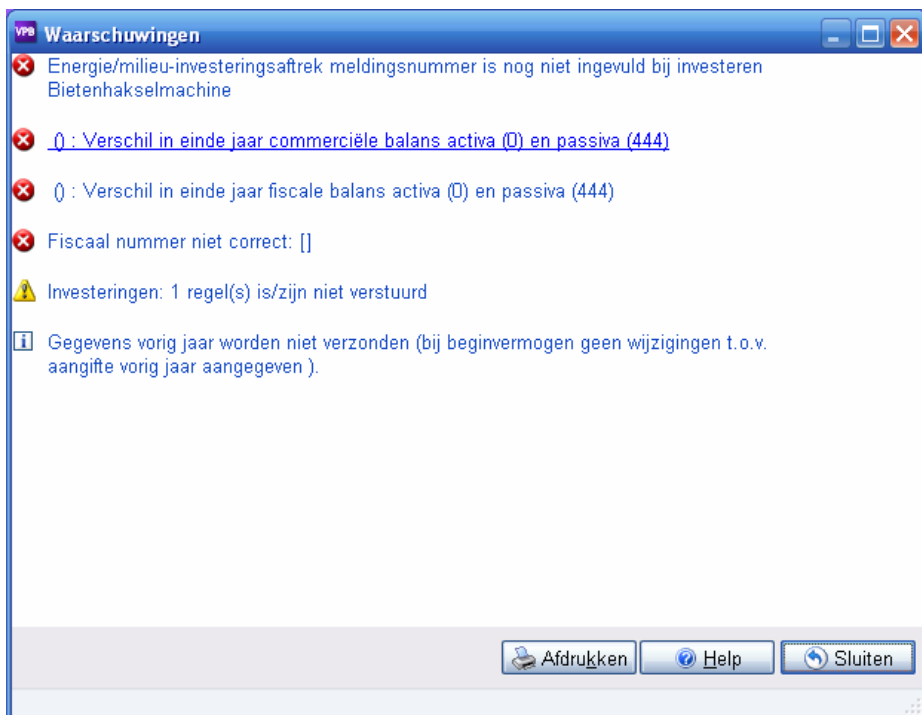 VPB Waarschuwingen
Energie/milieu-investeringsaftrek meldingsnummer is nog niet ingevuld bij investeren
Bietenhakselmachine
() : Verschil in einde jaar commerciële balans activa (0) en passiva (444)
() : Verschil in einde jaar fiscale balans activa (0) en passiva (444)
Fiscaal nummer niet correct: []
Investeringen: 1 regel(s) is/zijn niet verstuurd
Gegevens vorig jaar worden niet verzonden (bij beginvermogen geen wijzigingen t.o.v.
aangifte vorig jaar aangegeven ).
Afdrukken Help Sluiten